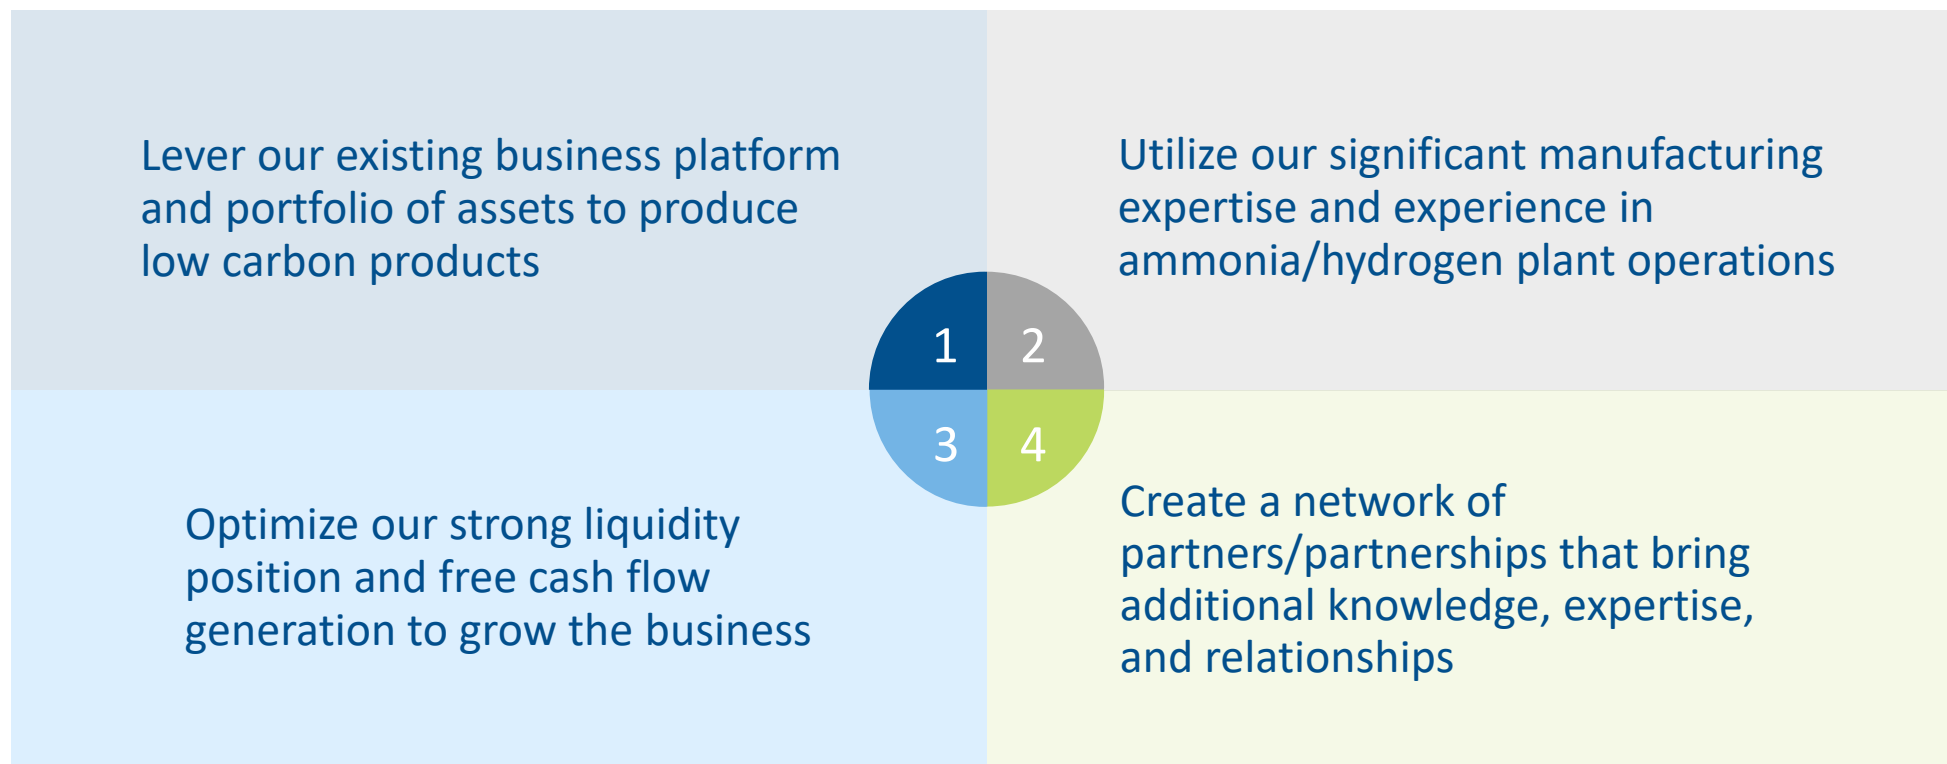 Lever our existing business platform
and portfolio of assets to produce
low carbon products
Utilize our significant manufacturing
expertise and experience in
ammonia/hydrogen plant operations
1
2
3
4
Optimize our strong liquidity
position and free cash flow
generation to grow the business
Create a network of
partners/partnerships that bring
additional knowledge, expertise,
and relationships